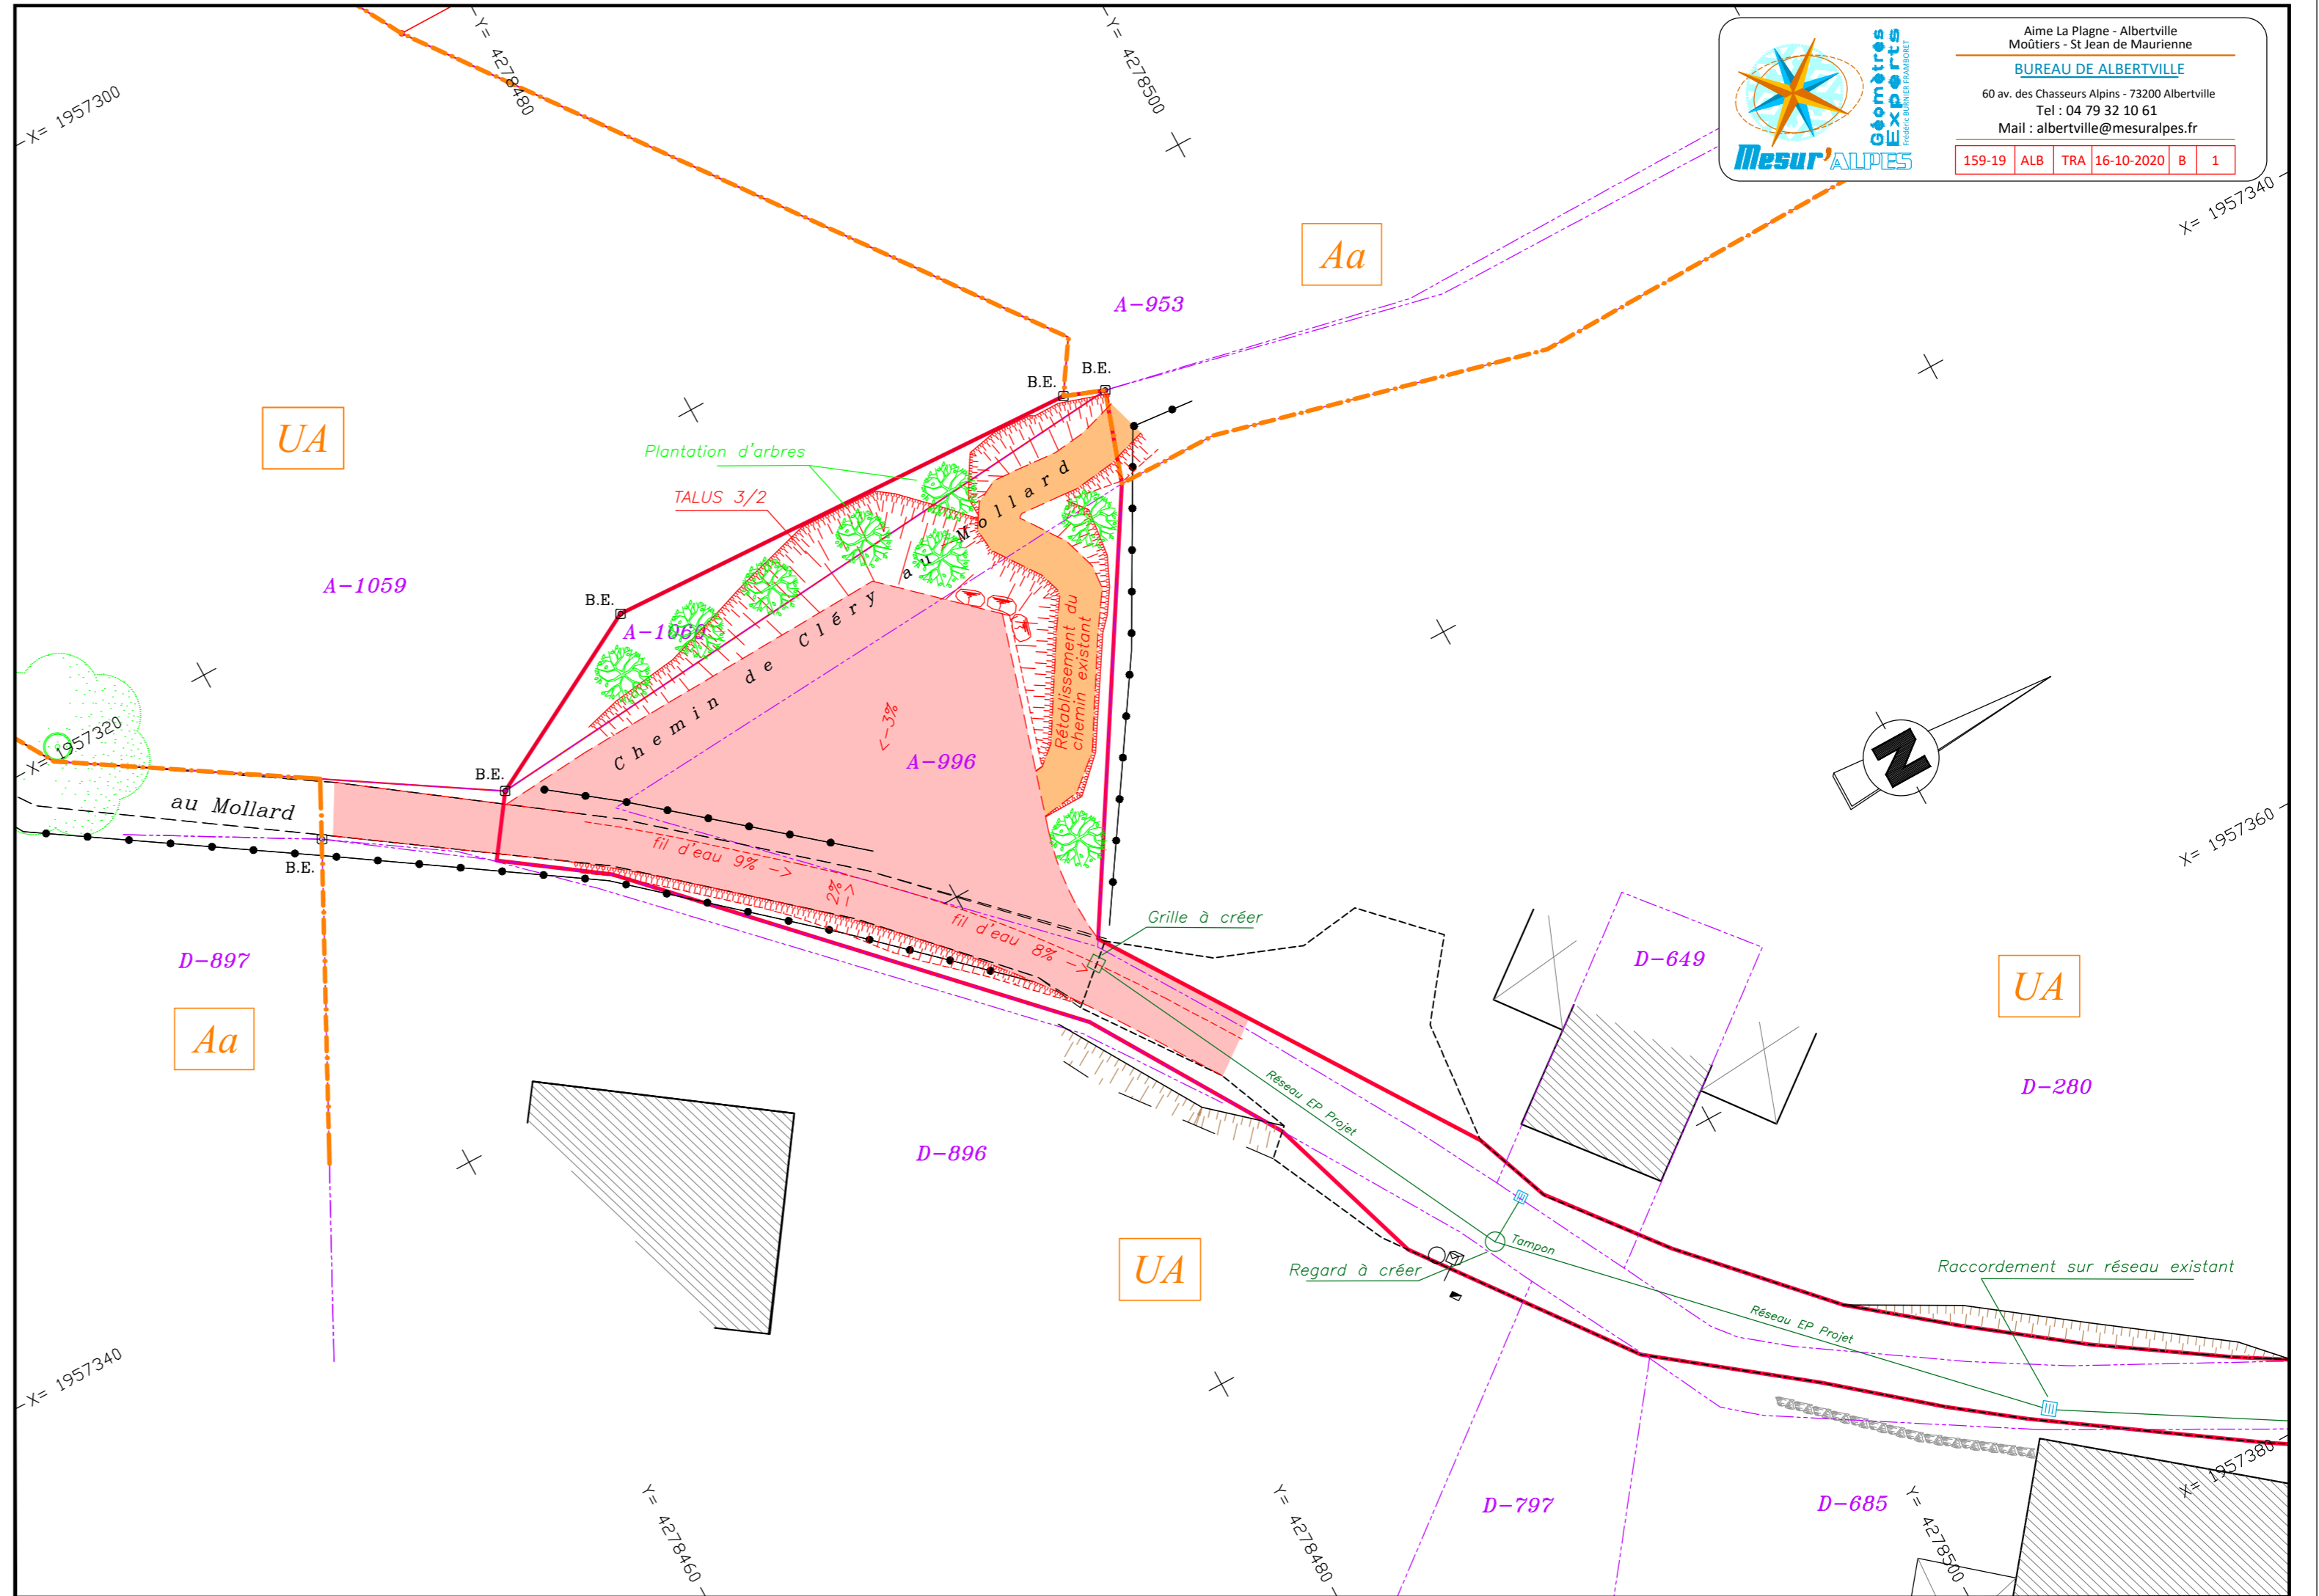 Y= 4278480
Y= 4278500
X= 1957300
Mesur'ALPES
Géomètres
Experts
Frédéric BURNIER FRAMBORET
Aime La Plagne - Albertville
Moûtiers - St Jean de Maurienne
BUREAU DE ALBERTVILLE
60 av. des Chasseurs Alpins - 73200 Albertville
Tel : 04 79 32 10 61
Mail : albertville@mesuralpes.fr
159-19 ALB TRA 16-10-2020 B 1
X= 1957340
Aa
A-953
B.E.
B.E.
UA
Plantation d'arbres
TALUS 3/2
A-1059
B.E.
A-1060
Chemin de Cléry au Mollard
Rétablissement du
chemin existant
<-3%
A-996
X= 1957320
B.E.
au Mollard
N
X= 1957360
B.E.
fil d'eau 9% ->
2%
->
fil d'eau 8% ->
Grille à créer
D-897
D-649
UA
Aa
D-280
Réseau EP Projet
D-896
Tampon
UA
Regard à créer
Raccordement sur réseau existant
Réseau EP Projet
X= 1957340
X= 1957380
D-797
D-685
Y= 4278460
Y= 4278480
Y= 4278500